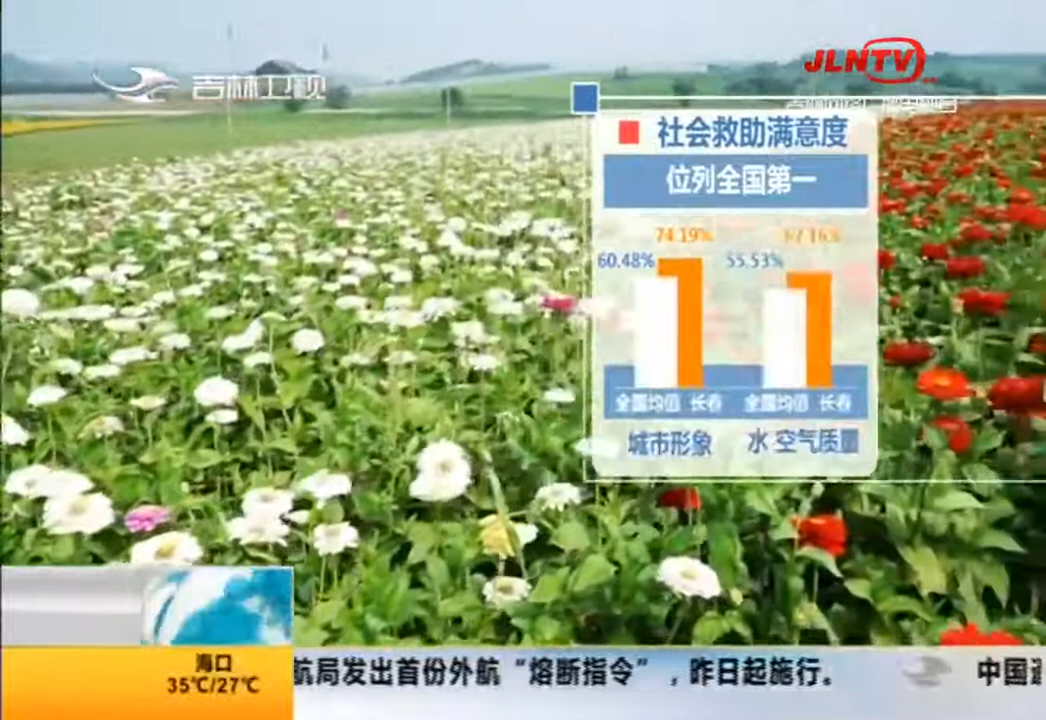 吉林卫视
JLNTV
社会救助满意度
位列全国第一
74.19%
60.48%
55.53%
全国均值 长春 全国均值 长春
城市形象 水 空气质量
海口
35℃/27℃
航局发出首份外航“熔断指令”，昨日起施行。 中国